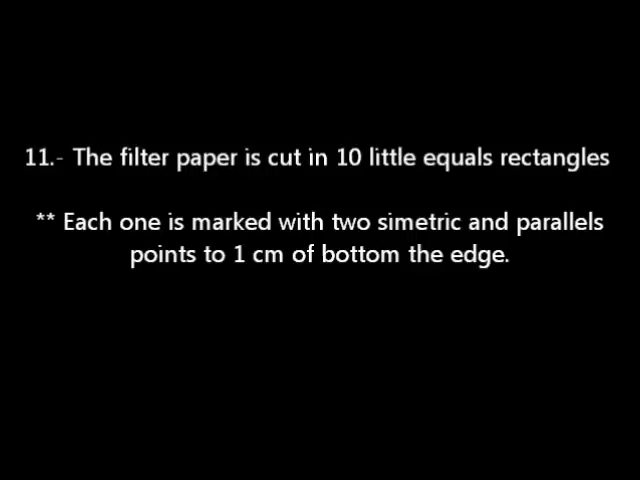 11.- The filter paper is cut in 10 little equals rectangles
** Each one is marked with two simetric and parallels
points to 1 cm of bottom the edge.